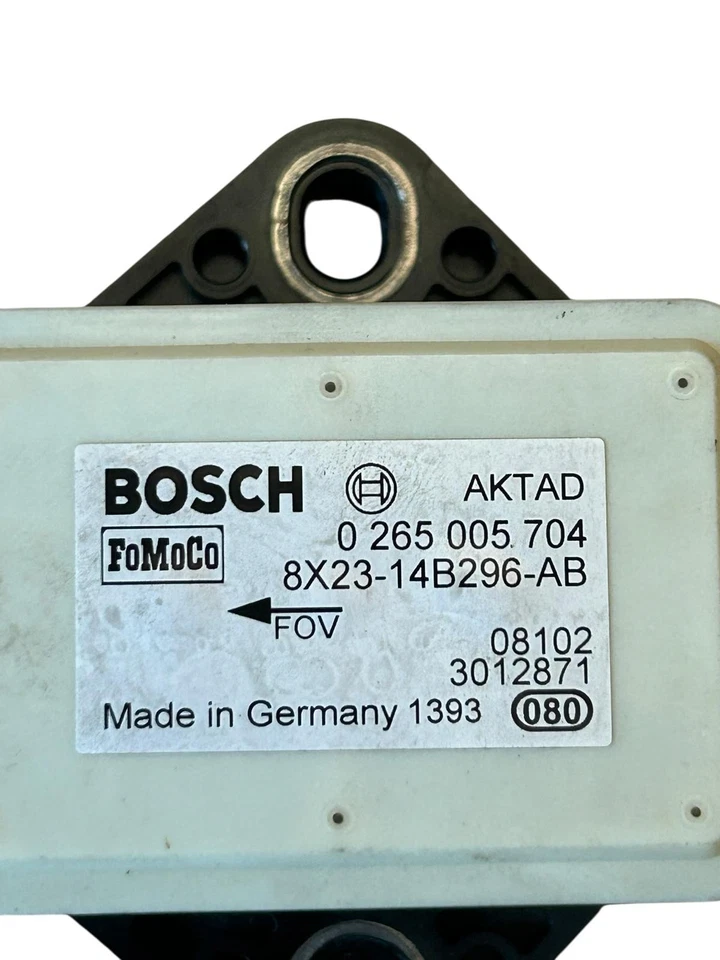 BOSCH AKTAD
FoMoCo 0 265 005 704
8X23-14B296-AB
FOV
08102
3012871
Made in Germany 1393 080